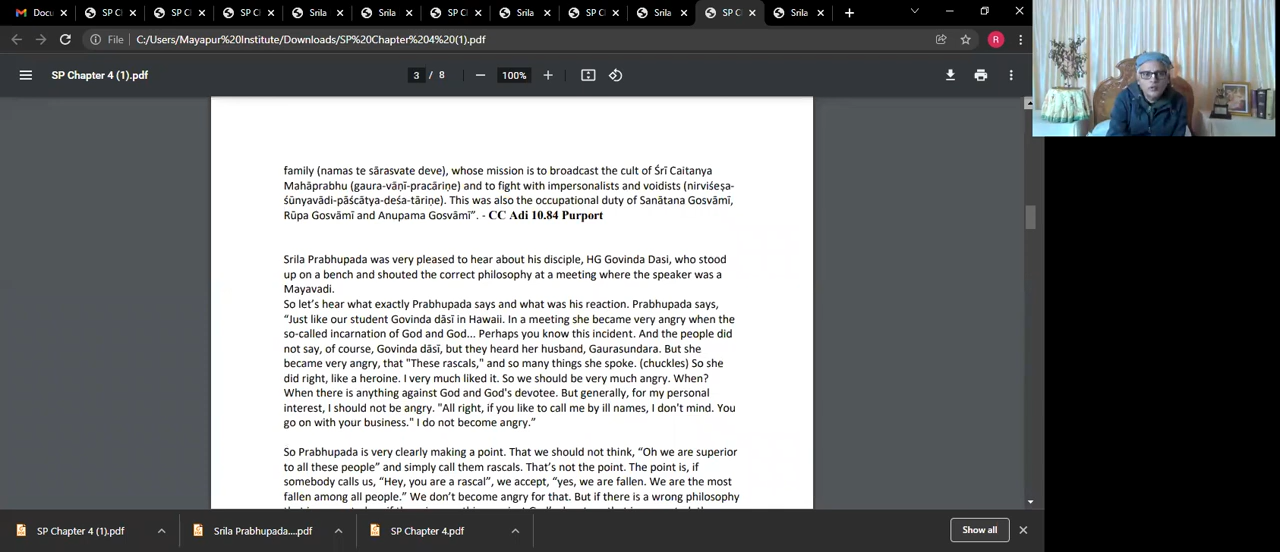 Docu
SP C
SP C
SP Cl
Srila
Srila
SP C
Srila
SP C
Srila
SP C
Srila
File
C:/Users/Mayapur%20Institute/Downloads/SP%20Chapter%204%20(1).pdf
R
SP Chapter 4 (1).pdf
3 / 8
100%
family (namas te sārasvate deve), whose mission is to broadcast the cult of Śrī Caitanya
Mahāprabhu (gaura-vāṇī-pracāriṇe) and to fight with impersonalists and voidists (nirviśeṣa-
śūnyavādi-pāścātya-deśa-tāriṇe). This was also the occupational duty of Sanātana Gosvāmī,
Rūpa Gosvāmī and Anupama Gosvāmī”. - CC Adi 10.84 Purport
Srila Prabhupada was very pleased to hear about his disciple, HG Govinda Dasi, who stood
up on a bench and shouted the correct philosophy at a meeting where the speaker was a
Mayavadi.
So let’s hear what exactly Prabhupada says and what was his reaction. Prabhupada says,
“Just like our student Govinda dāsī in Hawaii. In a meeting she became very angry when the
so-called incarnation of God and God... Perhaps you know this incident. And the people did
not say, of course, Govinda dāsī, but they heard her husband, Gaurasundara. But she
became very angry, that "These rascals," and so many things she spoke. (chuckles) So she
did right, like a heroine. I very much liked it. So we should be very much angry. When?
When there is anything against God and God's devotee. But generally, for my personal
interest, I should not be angry. "All right, if you like to call me by ill names, I don't mind. You
go on with your business." I do not become angry.”
So Prabhupada is very clearly making a point. That we should not think, “Oh we are superior
to all these people” and simply call them rascals. That’s not the point. The point is, if
somebody calls us, “Hey, you are a rascal”, we accept, “yes, we are fallen. We are the most
fallen among all people.” We don’t become angry for that. But if there is a wrong philosophy
SP Chapter 4 (1).pdf
Srila Prabhupada....pdf
SP Chapter 4.pdf
Show all